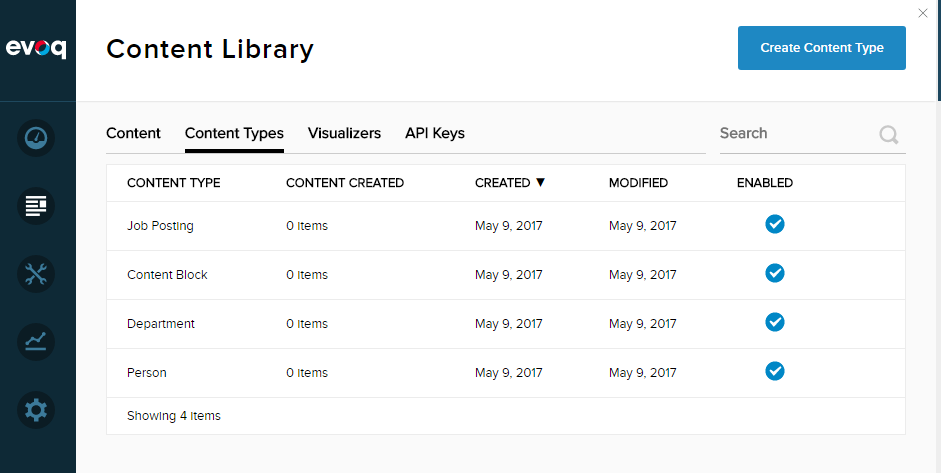 evoq
Content Library
Create Content Type
Content Content Types Visualizers API Keys Search
CONTENT TYPE CONTENT CREATED CREATED ▼ MODIFIED ENABLED
Job Posting 0 items May 9, 2017 May 9, 2017
Content Block 0 items May 9, 2017 May 9, 2017
Department 0 items May 9, 2017 May 9, 2017
Person 0 items May 9, 2017 May 9, 2017
Showing 4 items